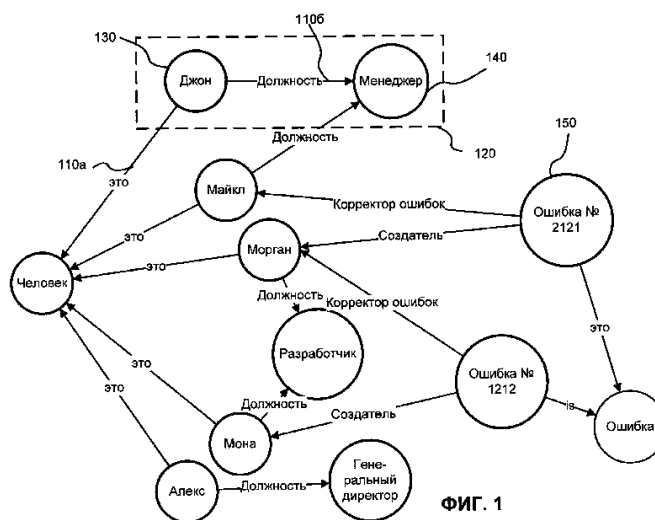 130
110б
Джон
Должность
Менеджер
140
Должность
120
150
110а
это
Майкл
Корректор ошибок
Ошибка №
2121
это
Создатель
Морган
Человек
это
Должность
Корректор ошибок
Разработчик
это
это
Ошибка №
1212
это
Должность
Создатель
is
Ошибка
Мона
Алекс
Должность
Гене-
ральный
директор
ФИГ. 1